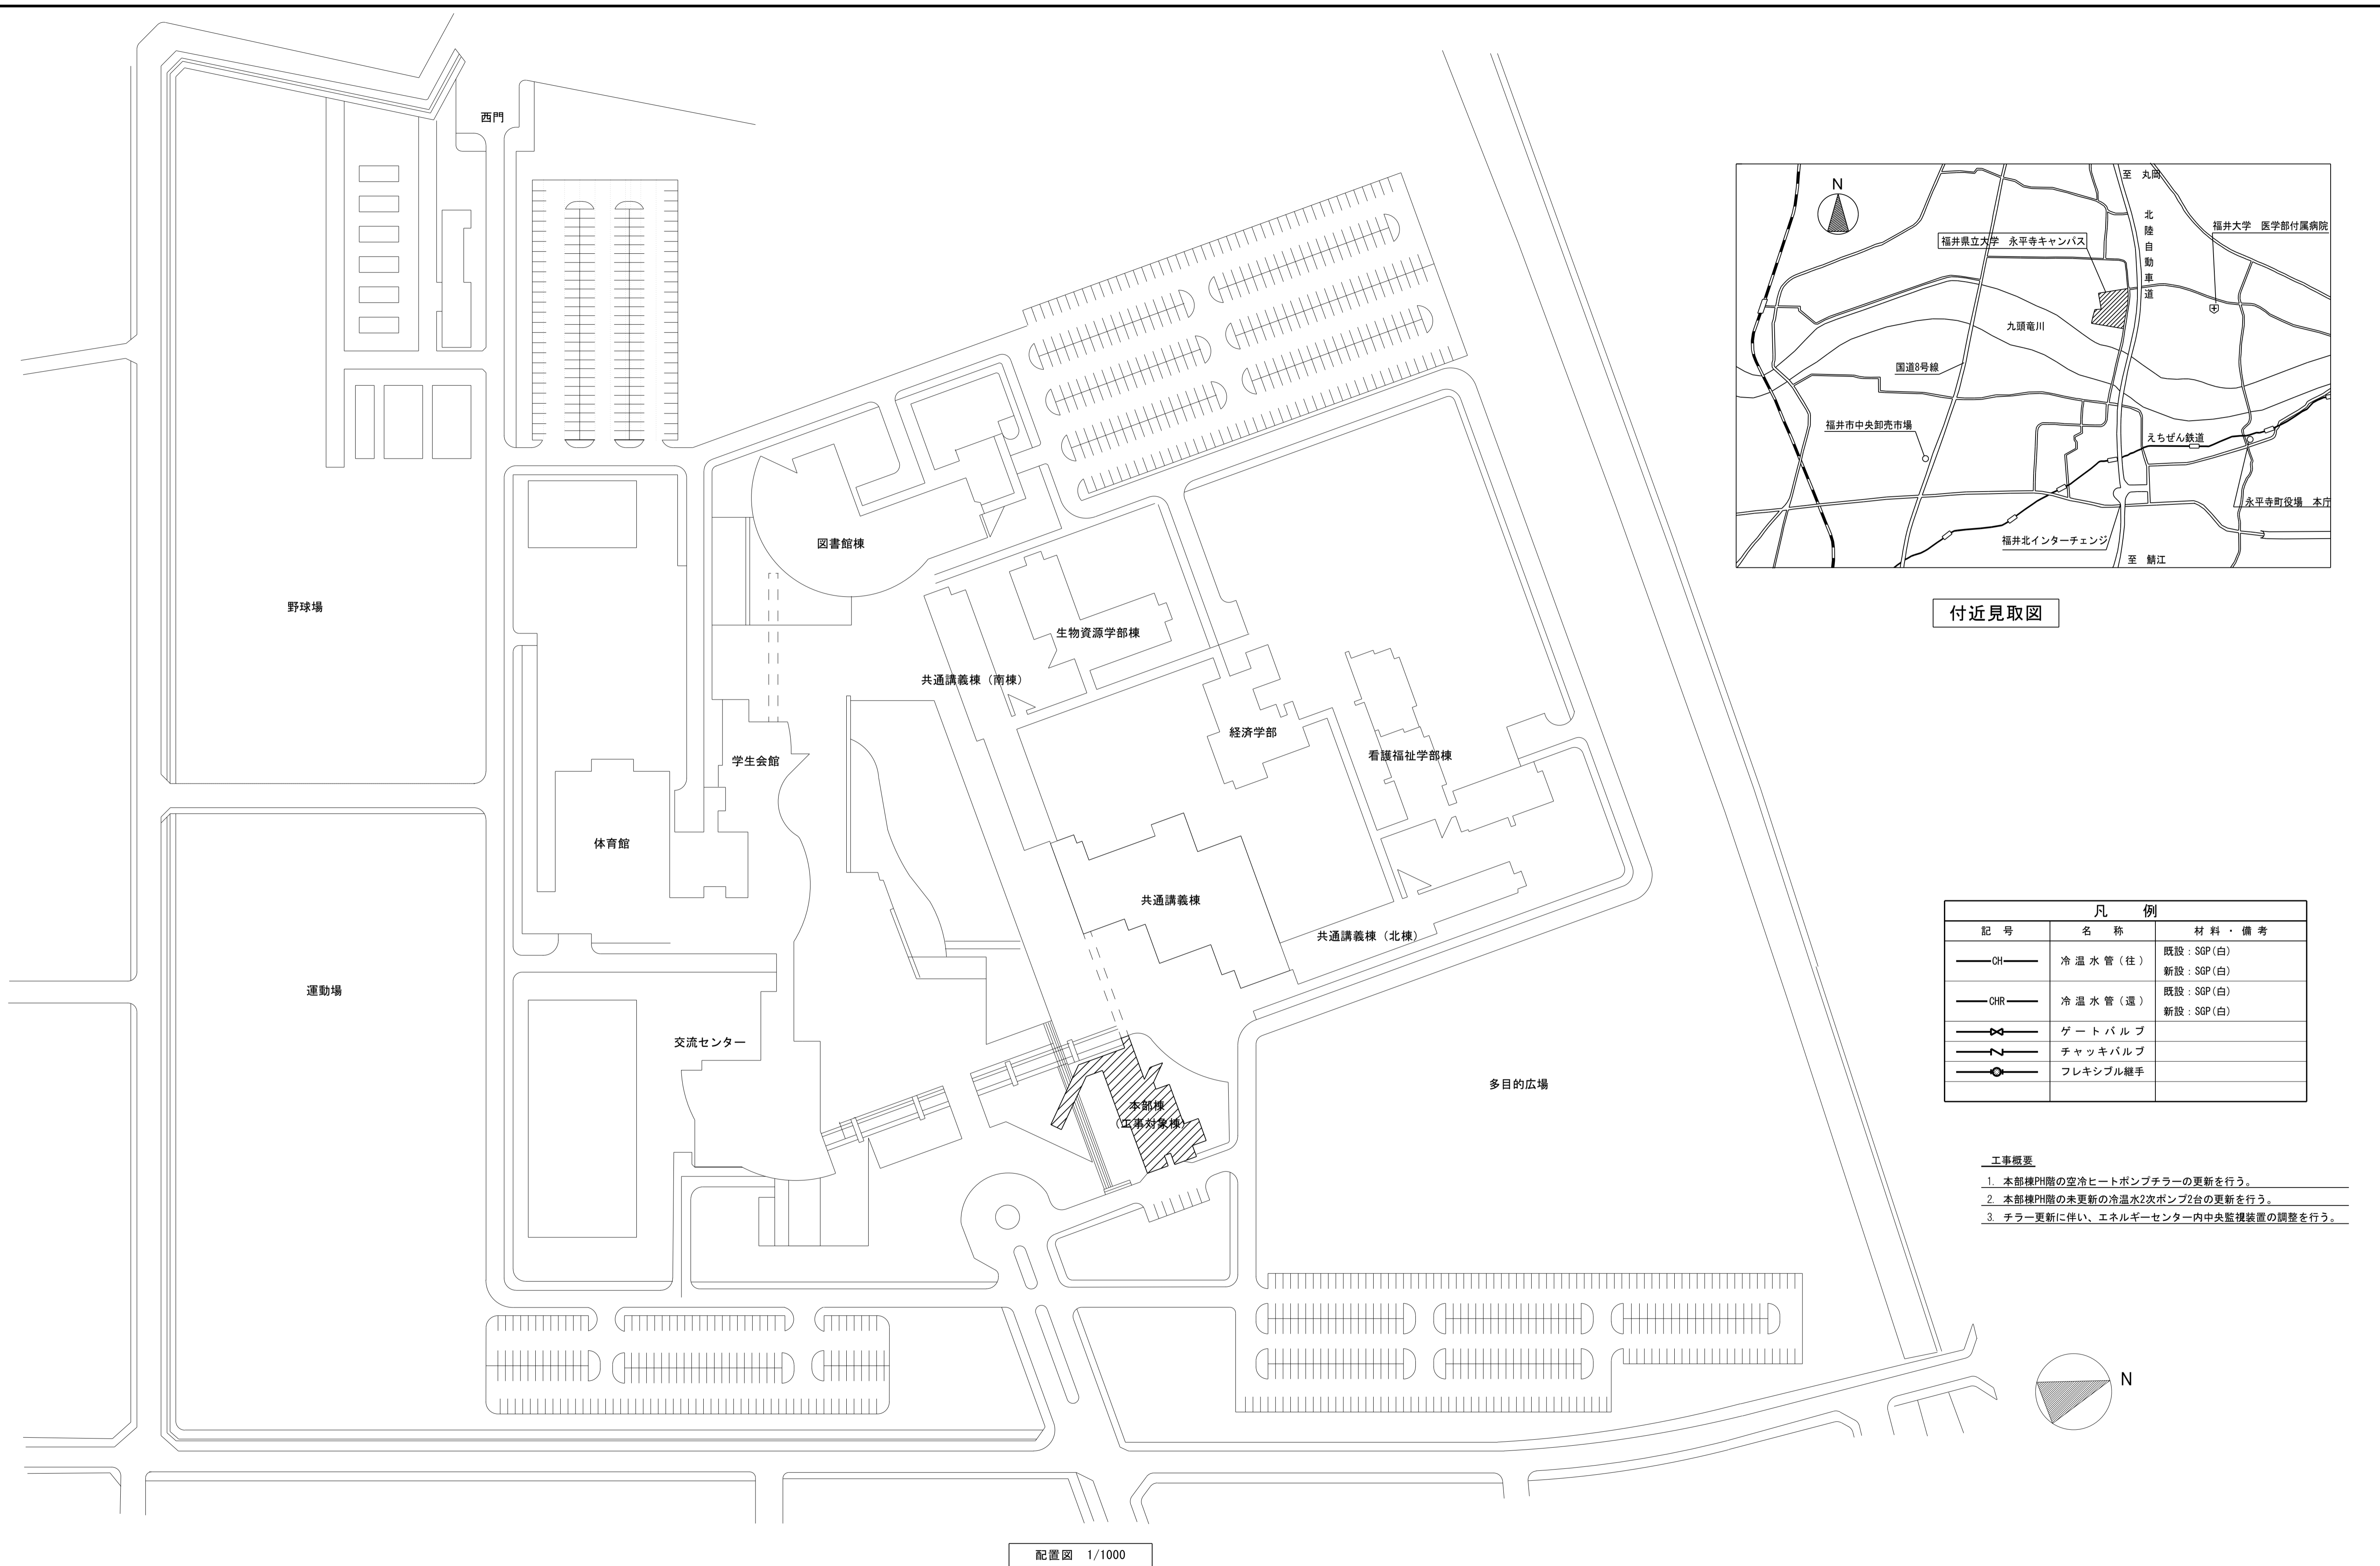 西門
図書館棟
野球場
生物資源学部棟
共通講義棟（南棟）
経済学部
看護福祉学部棟
学生会館
体育館
共通講義棟
共通講義棟（北棟）
運動場
交流センター
本部棟
（工事対象棟）
多目的広場
配置図　1/1000
N
至　丸岡
北陸自動車道
福井大学　医学部付属病院
福井県立大学　永平寺キャンパス
九頭竜川
国道8号線
福井市中央卸売市場
えちぜん鉄道
永平寺町役場　本庁
福井北インターチェンジ
至　鯖江
付近見取図
凡　例
記　号　名　称　材 料 ・ 備 考
CH　冷 温 水 管（往）　既設：SGP(白)
新設：SGP(白)
CHR　冷 温 水 管（還）　既設：SGP(白)
新設：SGP(白)
ゲ ー ト バ ル ブ
チ ャ ッ キ バ ル ブ
フレキシブル継手
工事概要
1.　本部棟PH階の空冷ヒートポンプチラーの更新を行う。
2.　本部棟PH階の未更新の冷温水2次ポンプ2台の更新を行う。
3.　チラー更新に伴い、エネルギーセンター内中央監視装置の調整を行う。
N